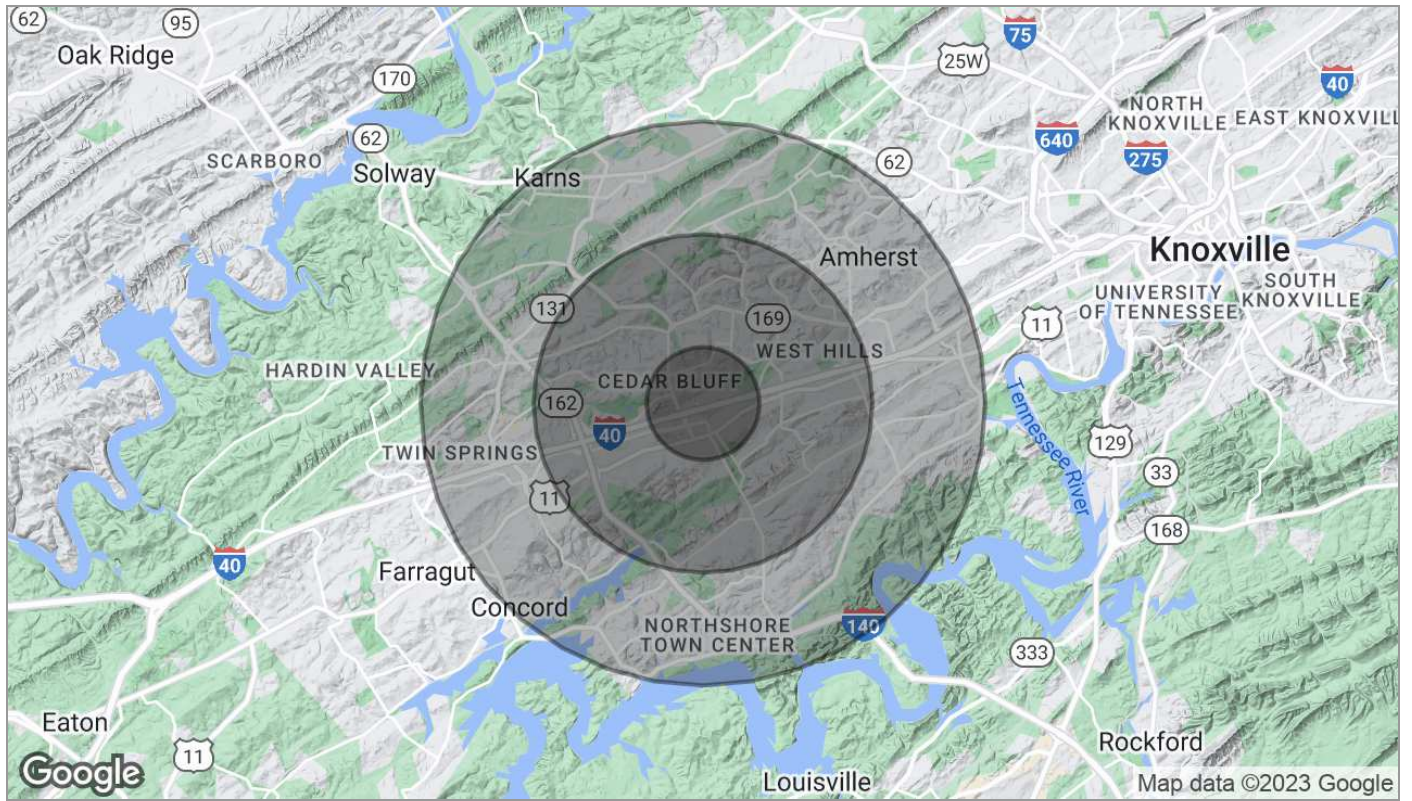 62
95
75
Oak Ridge
25W
40
170
NORTH
KNOXVILLE
EAST KNOXVILL
62
640
275
SCARBORO
62
Solway
Karns
Amherst
Knoxville
SOUTH
KNOXVILLE
UNIVERSITY
OF TENNESSEE
131
169
11
WEST HILLS
HARDIN VALLEY
CEDAR BLUFF
162
40
Tennessee River
129
TWIN SPRINGS
33
11
168
40
Farragut
Concord
NORTHSHORE
TOWN CENTER
140
333
Eaton
11
Rockford
Google
Louisville
Map data ©2023 Google